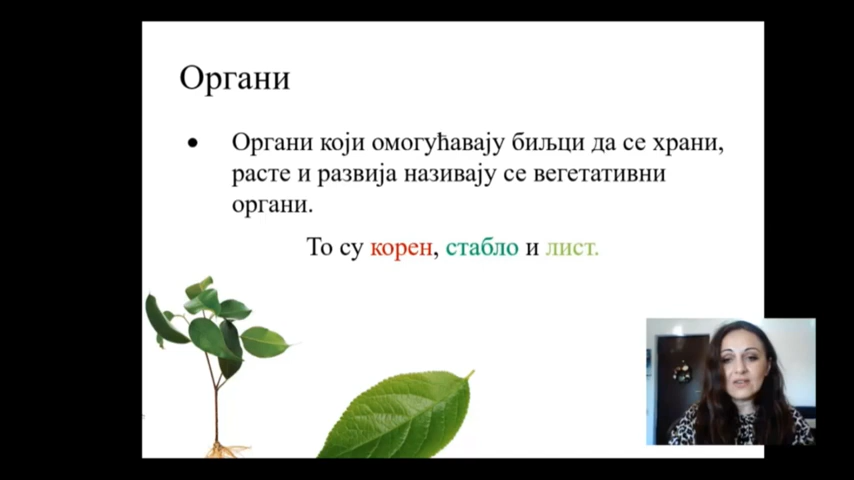 Органи
● Органи који омогућавају биљци да се храни,
расте и развија називају се вегетативни
органи.
То су корен, стабло и лист.